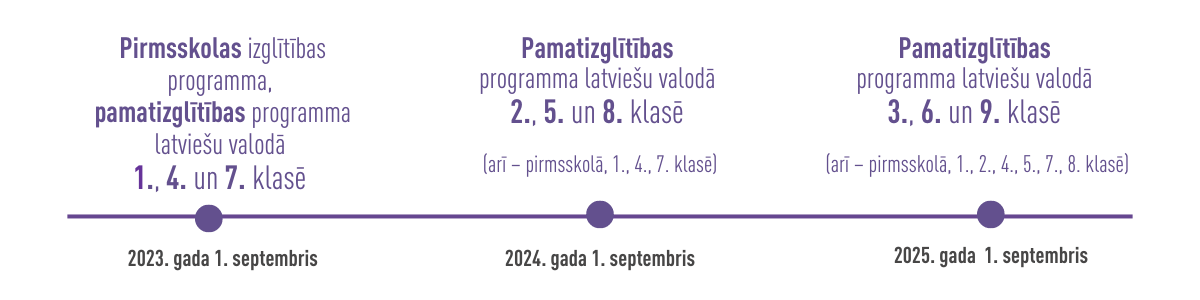 Pirmsskolas izglītības
programma,
pamatizglītības programma
latviešu valodā
1., 4. un 7. klasē
2023. gada 1. septembris
Pamatizglītības
programma latviešu valodā
2., 5. un 8. klasē
(arī – pirmsskolā, 1., 4., 7. klasē)
2024. gada 1. septembris
Pamatizglītības
programma latviešu valodā
3., 6. un 9. klasē
(arī – pirmsskolā, 1., 2., 4., 5., 7., 8. klasē)
2025. gada 1. septembris